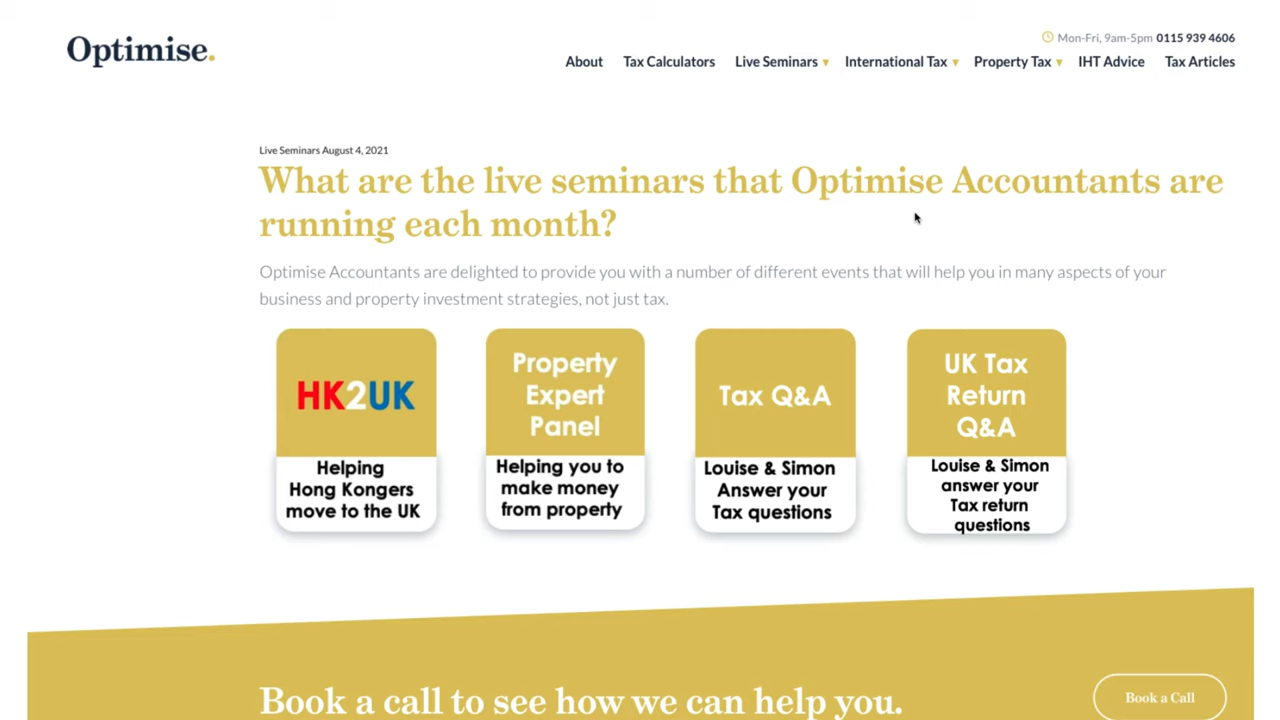 Optimise.
Mon-Fri, 9am-5pm 0115 939 4606
About Tax Calculators Live Seminars International Tax Property Tax IHT Advice Tax Articles
Live Seminars August 4, 2021
What are the live seminars that Optimise Accountants are
running each month?
Optimise Accountants are delighted to provide you with a number of different events that will help you in many aspects of your
business and property investment strategies, not just tax.
HK2UK
Helping
Hong Kongers
move to the UK
Property
Expert
Panel
Helping you to
make money
from property
Tax Q&A
Louise & Simon
Answer your
Tax questions
UK Tax
Return
Q&A
Louise & Simon
answer your
Tax return
questions
Book a call to see how we can help you.
Book a Call